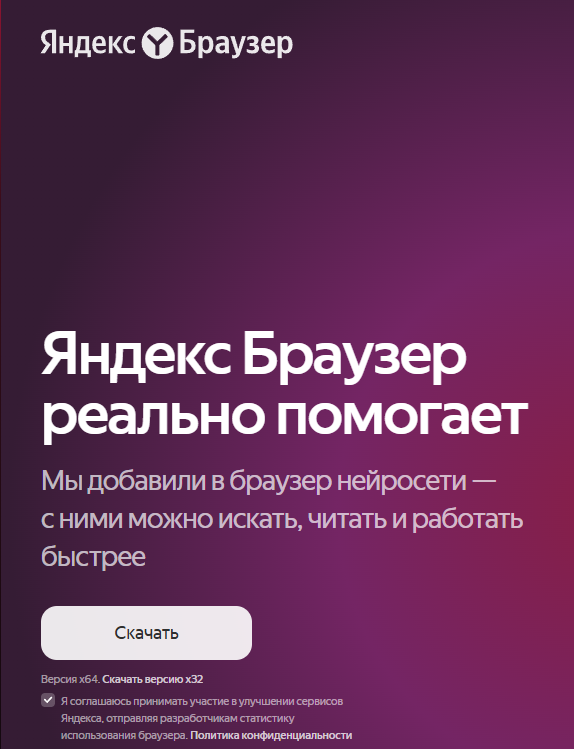 Яндекс Браузер
Яндекс Браузер
реально помогает
Мы добавили в браузер нейросети —
с ними можно искать, читать и работать
быстрее
Скачать
Версия x64. Скачать версию x32
Я соглашаюсь принимать участие в улучшении сервисов
Яндекса, отправляя разработчикам статистику
использования браузера. Политика конфиденциальности